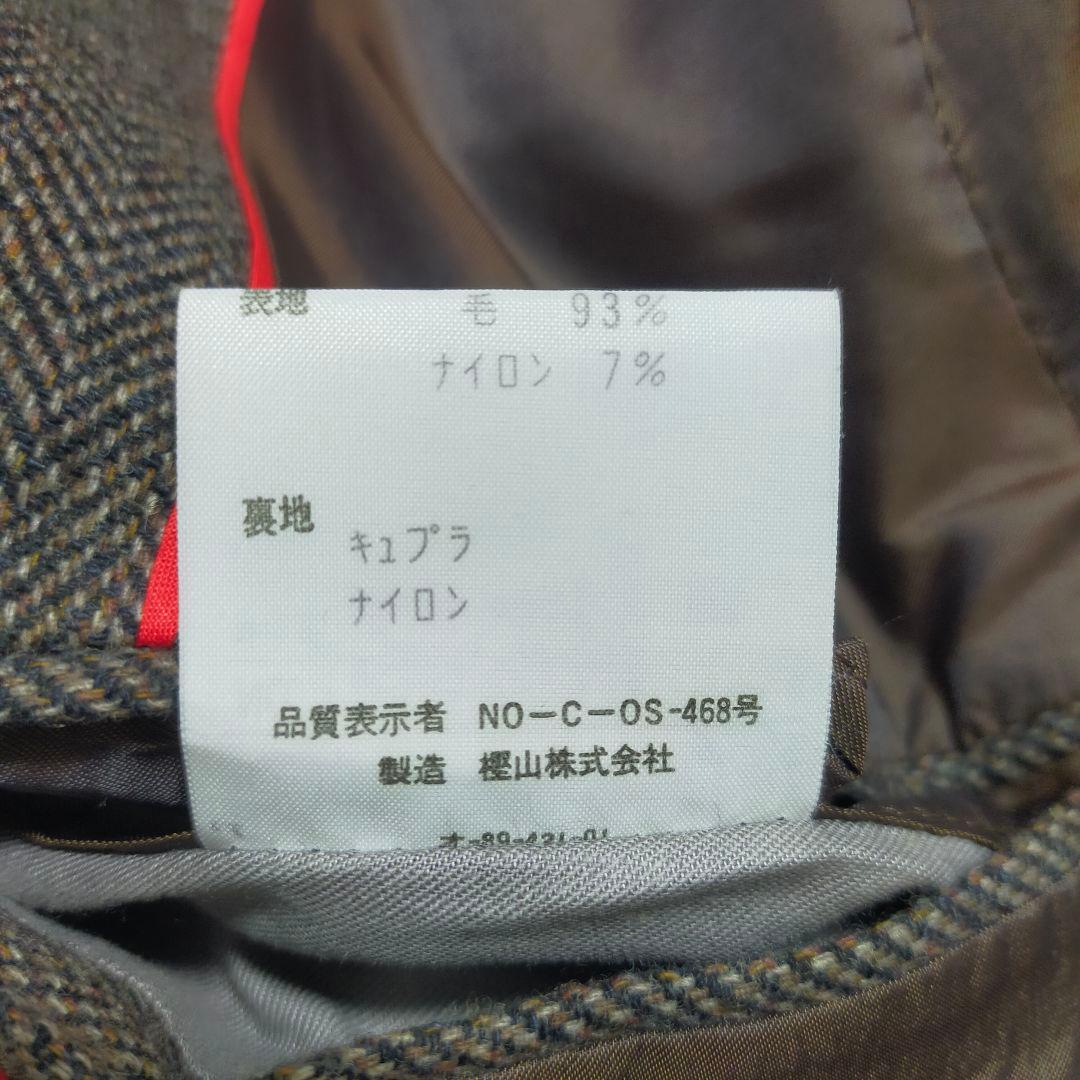 表地 毛 93%
ナイロン 7%
裏地
キュプラ
ナイロン
品質表示者 NO-C-OS-468号
製造 樫山株式会社